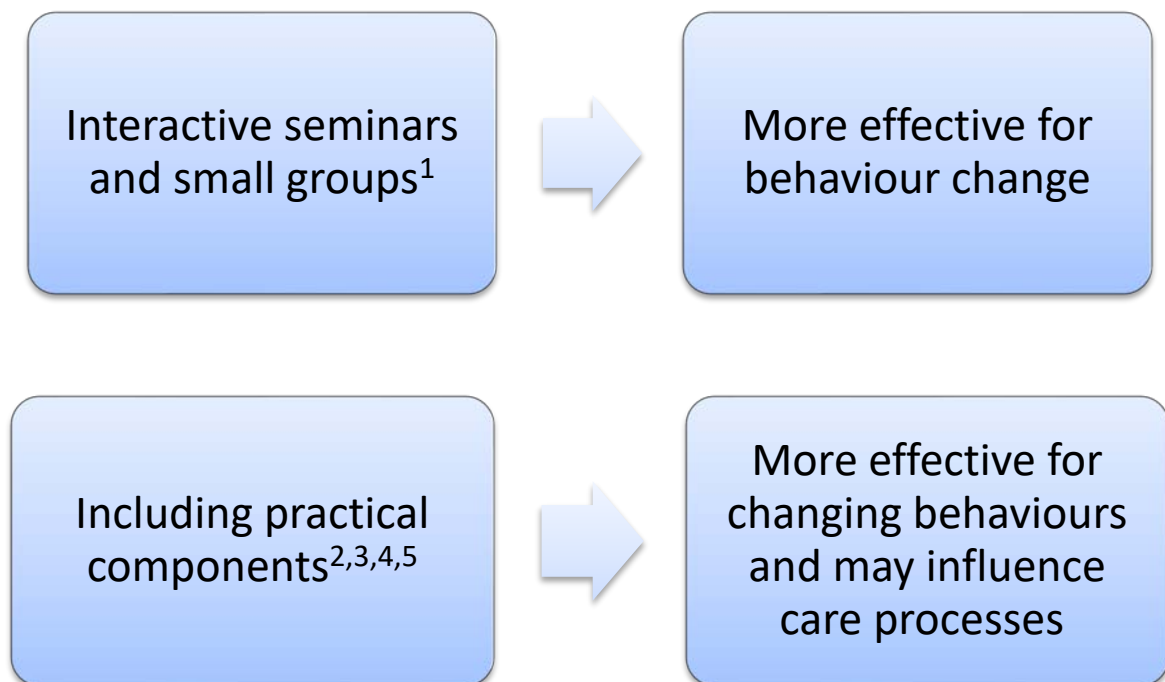 Interactive seminars
and small groups¹
More effective for
behaviour change
Including practical
components²,³,⁴,⁵
More effective for
changing behaviours
and may influence
care processes